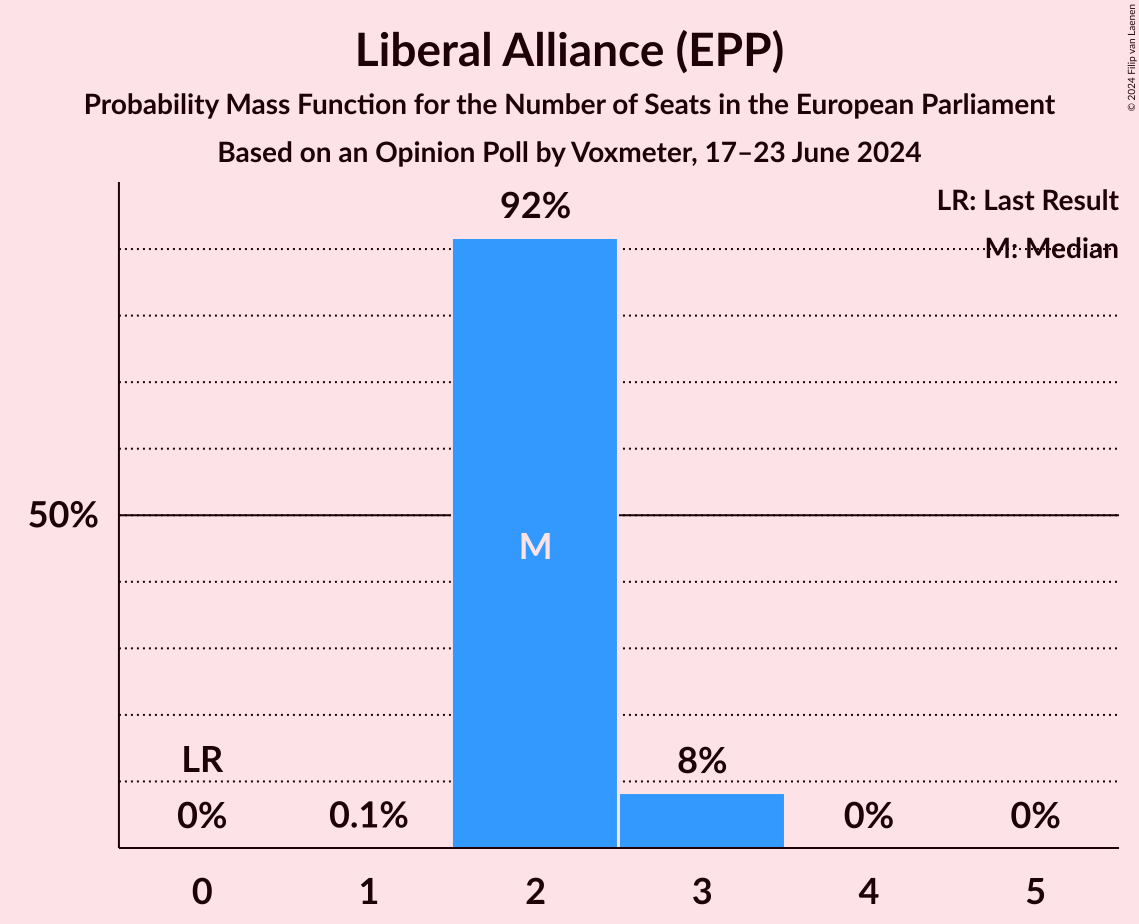 Liberal Alliance (EPP)
Probability Mass Function for the Number of Seats in the European Parliament
Based on an Opinion Poll by Voxmeter, 17–23 June 2024
© 2024 Filip van Laenen
LR: Last Result
M: Median
92%
50%
M
LR
0%
0.1%
8%
0%
0%
0 1 2 3 4 5